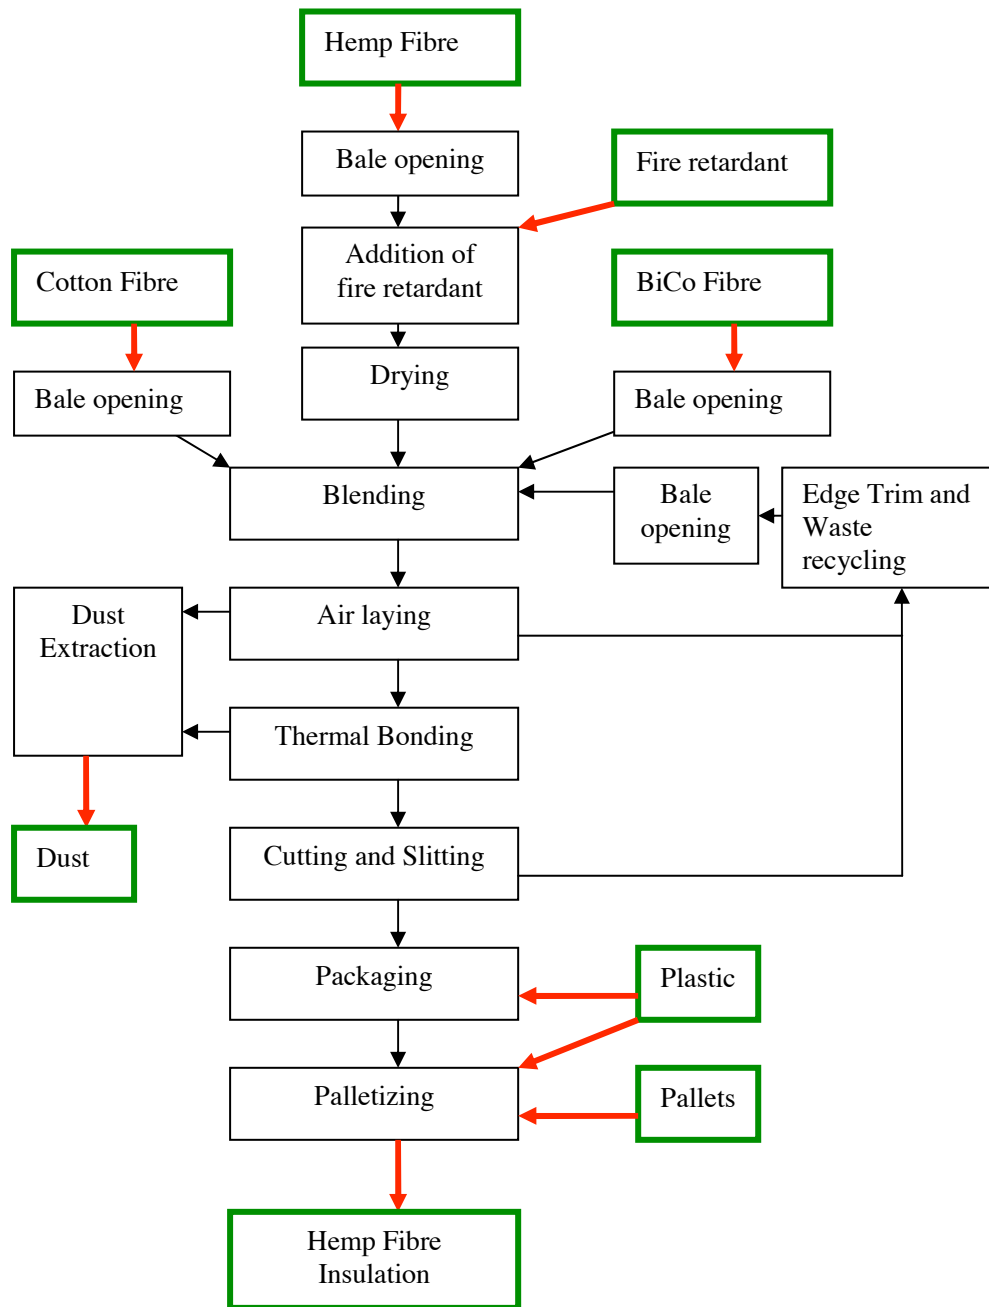 Hemp Fibre
Bale opening
Fire retardant
Addition of
fire retardant
Cotton Fibre
BiCo Fibre
Drying
Bale opening
Bale opening
Blending
Bale
opening
Edge Trim and
Waste
recycling
Dust
Extraction
Air laying
Thermal Bonding
Dust
Cutting and Slitting
Packaging
Plastic
Palletizing
Pallets
Hemp Fibre
Insulation